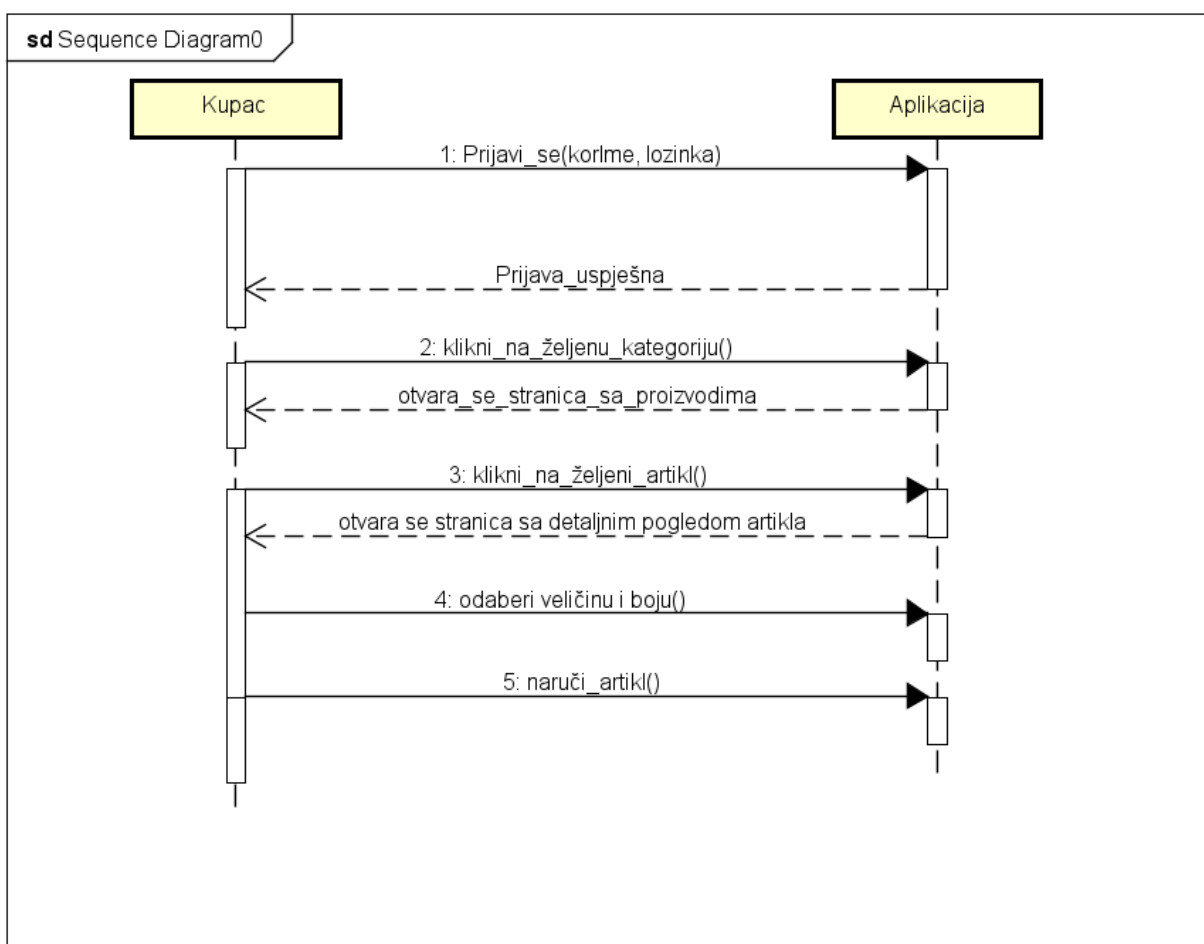 sd Sequence Diagram0
Kupac
Aplikacija
1: Prijavi_se(korIme, lozinka)
Prijava_uspješna
2: klikni_na_željenu_kategoriju()
otvara_se_stranica_sa_proizvodima
3: klikni_na_željeni_artikl()
otvara se stranica sa detaljnim pogledom artikla
4: odaberi veličinu i boju()
5: naruči_artikl()